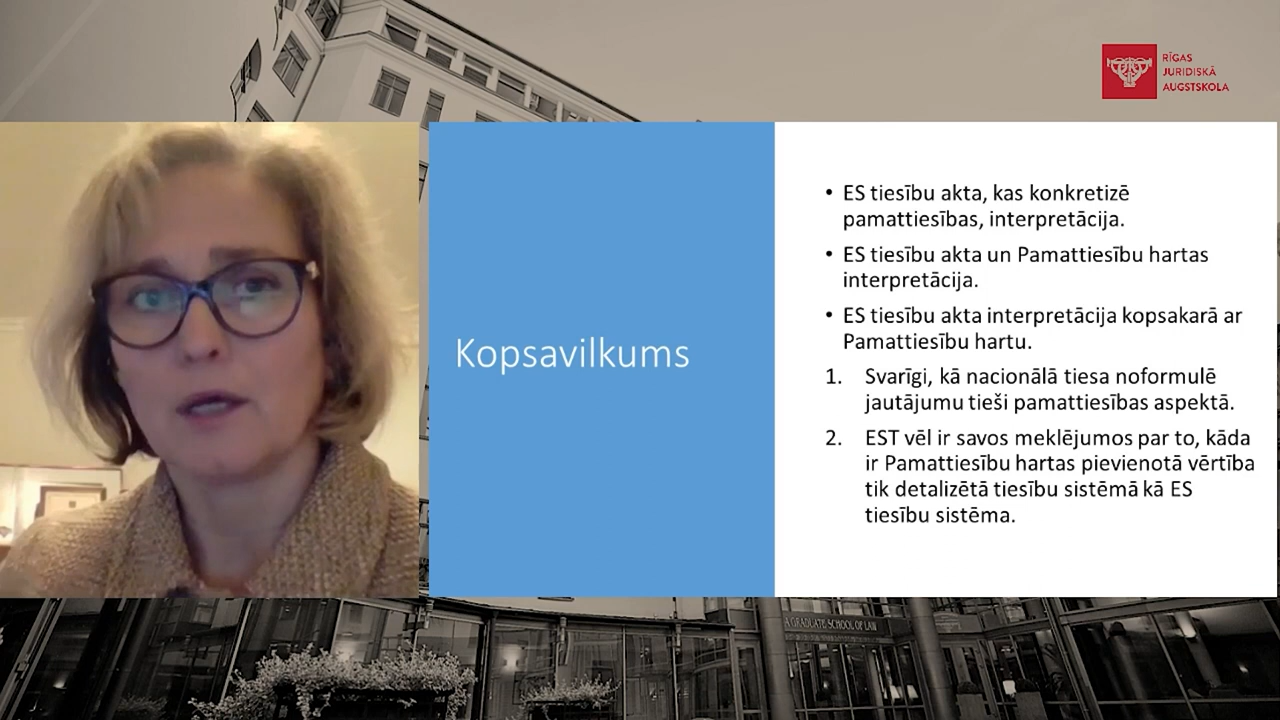 RĪGAS
JURIDISKĀ
AUGSTSKOLA
Kopsavilkums
• ES tiesību akta, kas konkretizē
pamattiesības, interpretācija.
• ES tiesību akta un Pamattiesību hartas
interpretācija.
• ES tiesību akta interpretācija kopsakarā ar
Pamattiesību hartu.
1. Svarīgi, kā nacionālā tiesa noformulē
jautājumu tieši pamattiesības aspektā.
2. EST vēl ir savos meklējumos par to, kāda
ir Pamattiesību hartas pievienotā vērtība
tik detalizētā tiesību sistēmā kā ES
tiesību sistēma.
A GRADUATE SCHOOL OF LAW